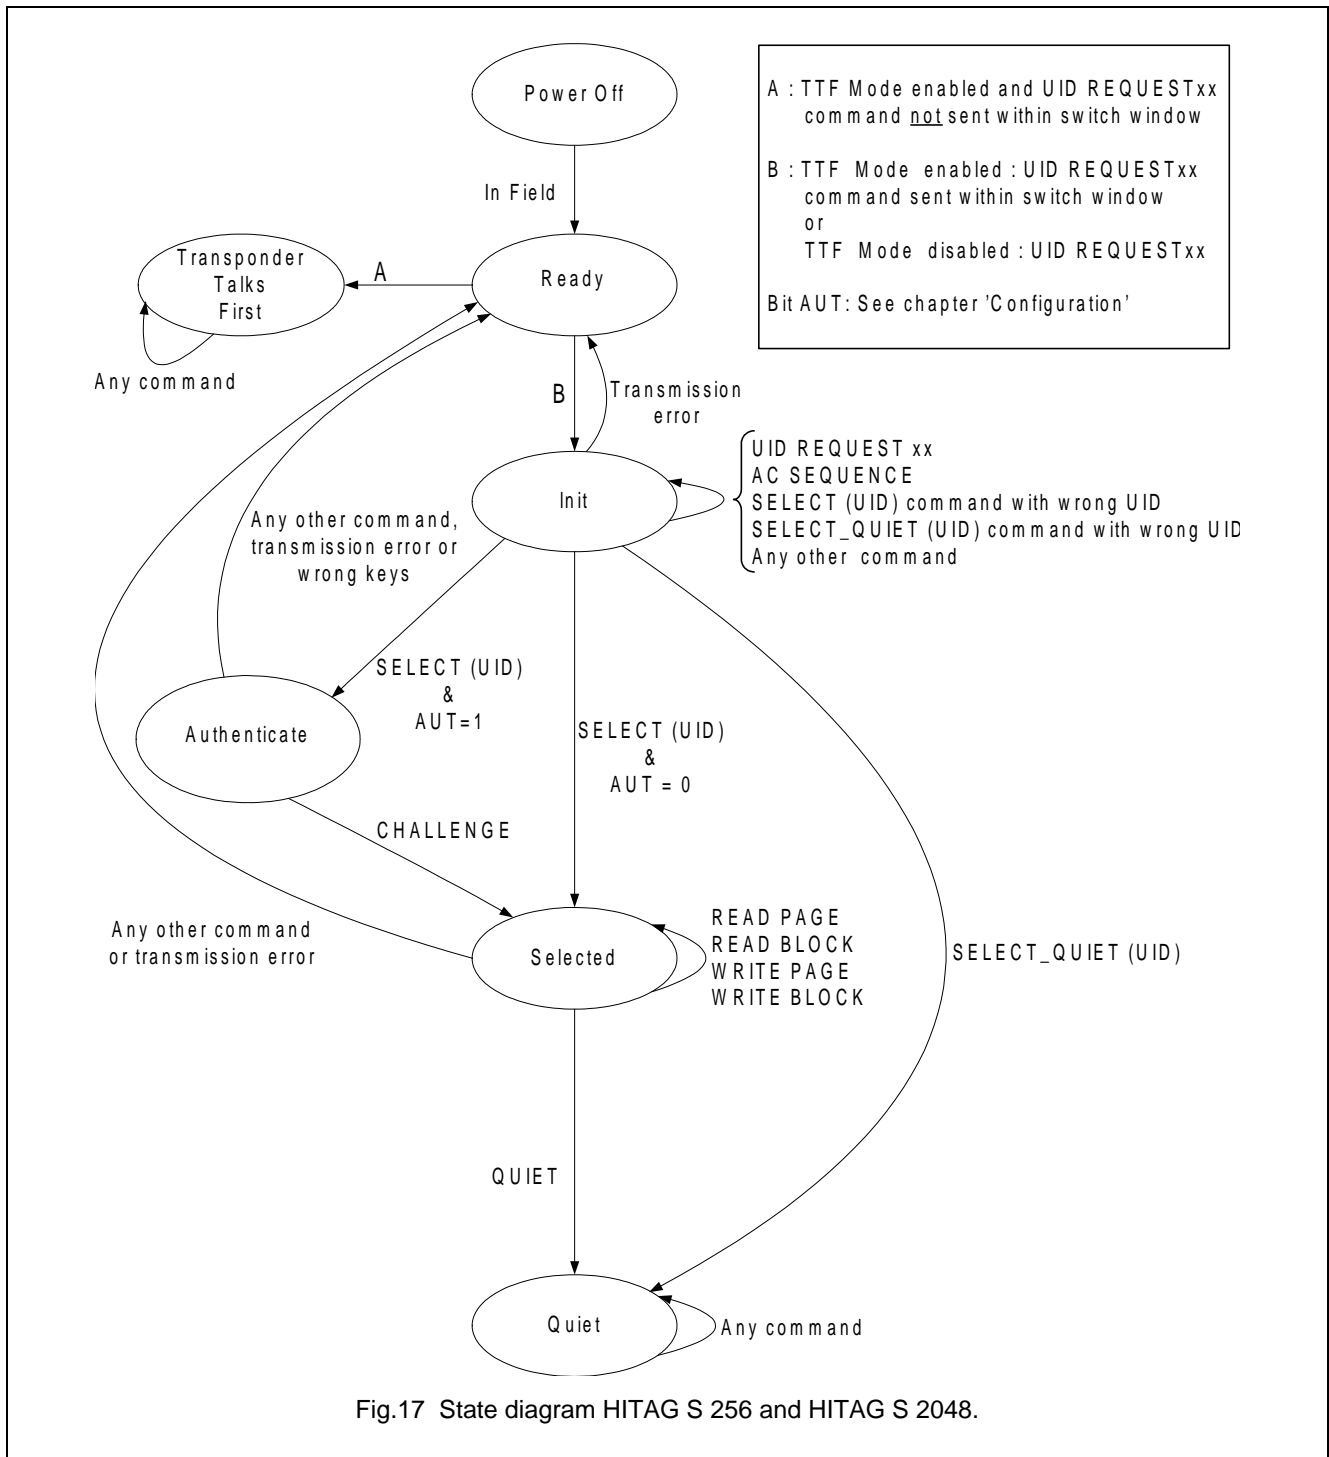 Power Off
A : TTF Mode enabled and UID REQUESTxx
command not sent within switch window
B : TTF Mode enabled : UID REQUESTxx
command sent within switch window
or
TTF Mode disabled : UID REQUESTxx
Bit AUT: See chapter 'Configuration'
In Field
Transponder
Talks
First
A
Ready
Any command
B
Transmission
error
Init
UID REQUEST xx
AC SEQUENCE
SELECT (UID) command with wrong UID
SELECT_QUIET (UID) command with wrong UID
Any other command
Any other command,
transmission error or
wrong keys
SELECT (UID)
&
AUT=1
Authenticate
SELECT (UID)
&
AUT = 0
CHALLENGE
Any other command
or transmission error
Selected
READ PAGE
READ BLOCK
WRITE PAGE
WRITE BLOCK
SELECT_QUIET (UID)
QUIET
Quiet
Any command
Fig.17 State diagram HITAG S 256 and HITAG S 2048.